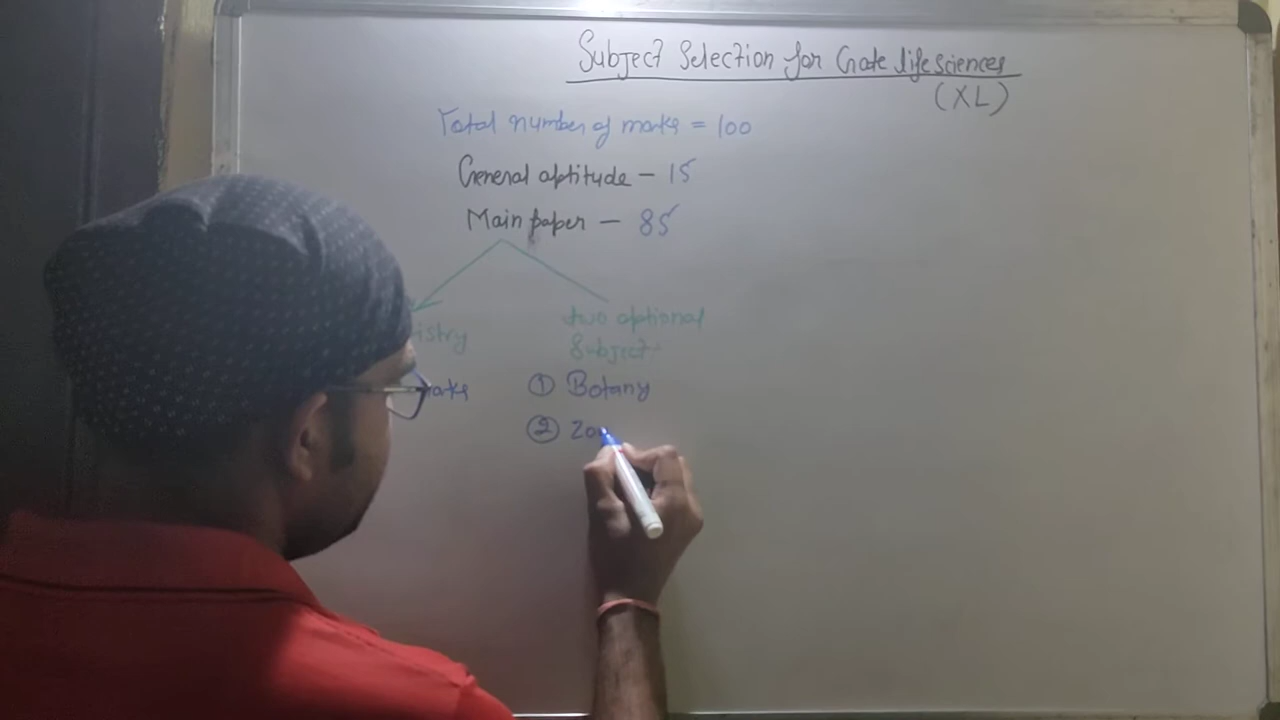 Subject Selection for Gate life sciences
(XL)
Total number of marks = 100
General aptitude - 15
Main paper - 85
istry
two optional
Subject
arks
① Botany
② Zoo